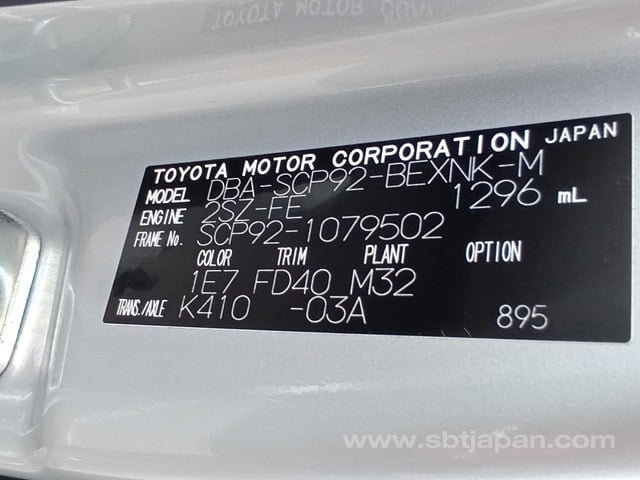 TOYOTA MOTOR CORPORATION JAPAN
MODEL DBA-SCP92-BEXNK-M
ENGINE 2SZ-FE 1296 mL
FRAME No. SCP92-1079502
COLOR TRIM PLANT OPTION
1E7 FD40 M32
TRANS./AXLE K410 -03A 895
www.sbtjapan.com